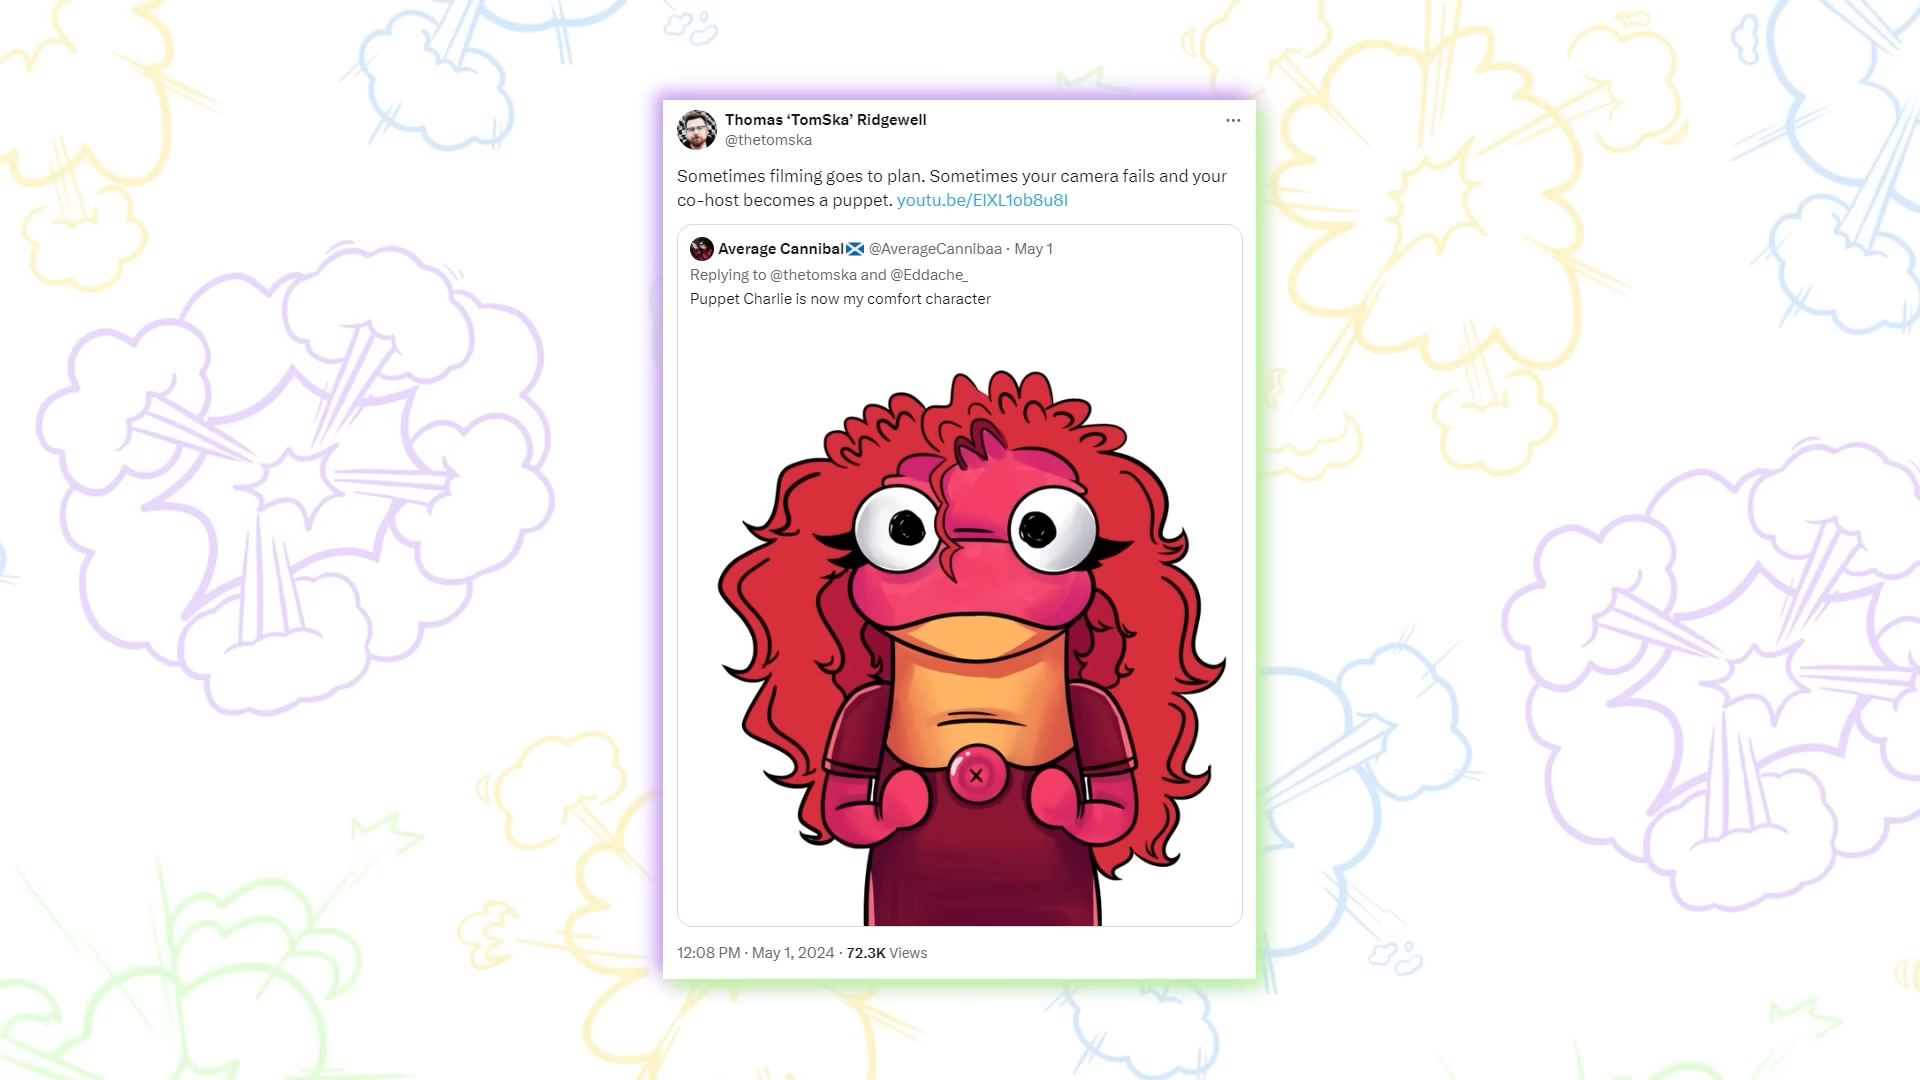 Thomas ‘TomSka’ Ridgewell
@thetomska
Sometimes filming goes to plan. Sometimes your camera fails and your
co-host becomes a puppet. youtu.be/ElXL1ob8u8I
Average Cannibal🏴󠁧󠁢󠁳󠁣󠁴󠁿 @AverageCannibaa · May 1
Replying to @thetomska and @Eddache_
Puppet Charlie is now my comfort character
12:08 PM · May 1, 2024 · 72.3K Views